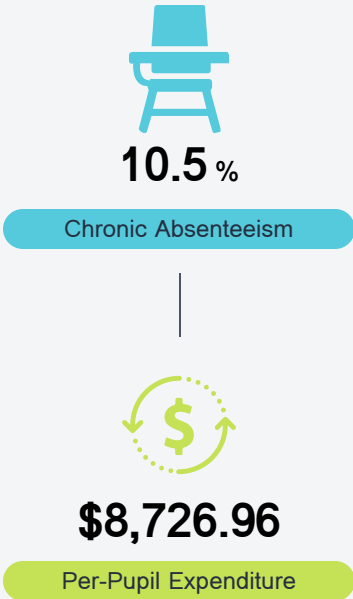 10.5 %
Chronic Absenteeism
$
$8,726.96
Per-Pupil Expenditure